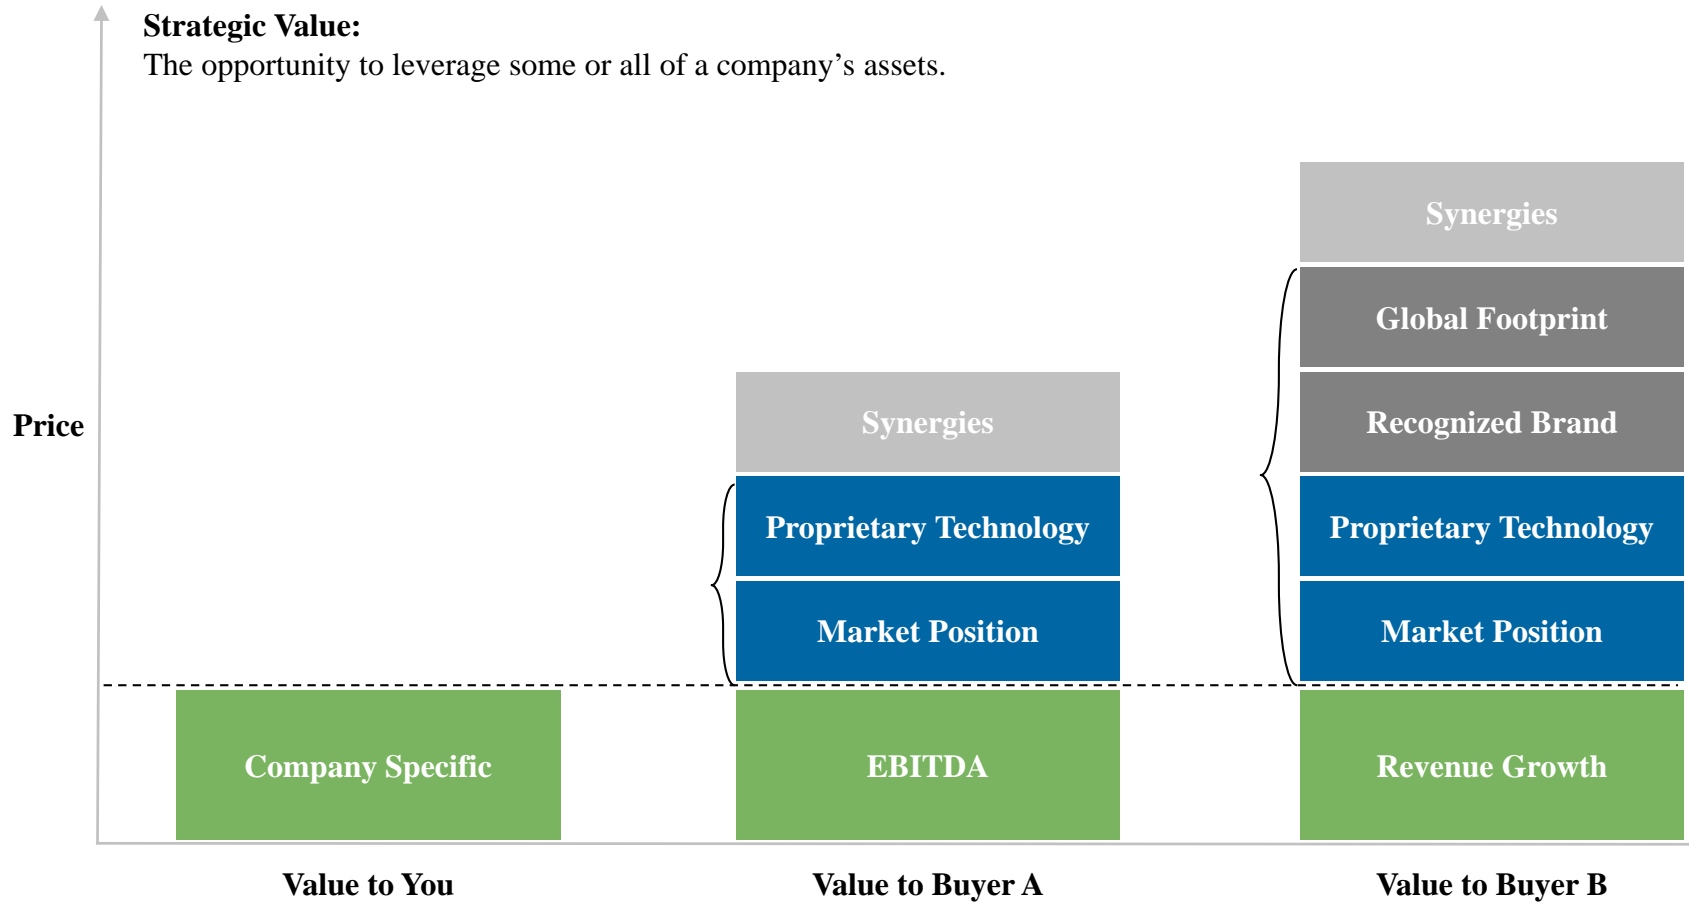 Strategic Value:
The opportunity to leverage some or all of a company’s assets.
Synergies
Global Footprint
Price
Synergies
Recognized Brand
Proprietary Technology
Proprietary Technology
Market Position
Market Position
Company Specific
EBITDA
Revenue Growth
Value to You
Value to Buyer A
Value to Buyer B